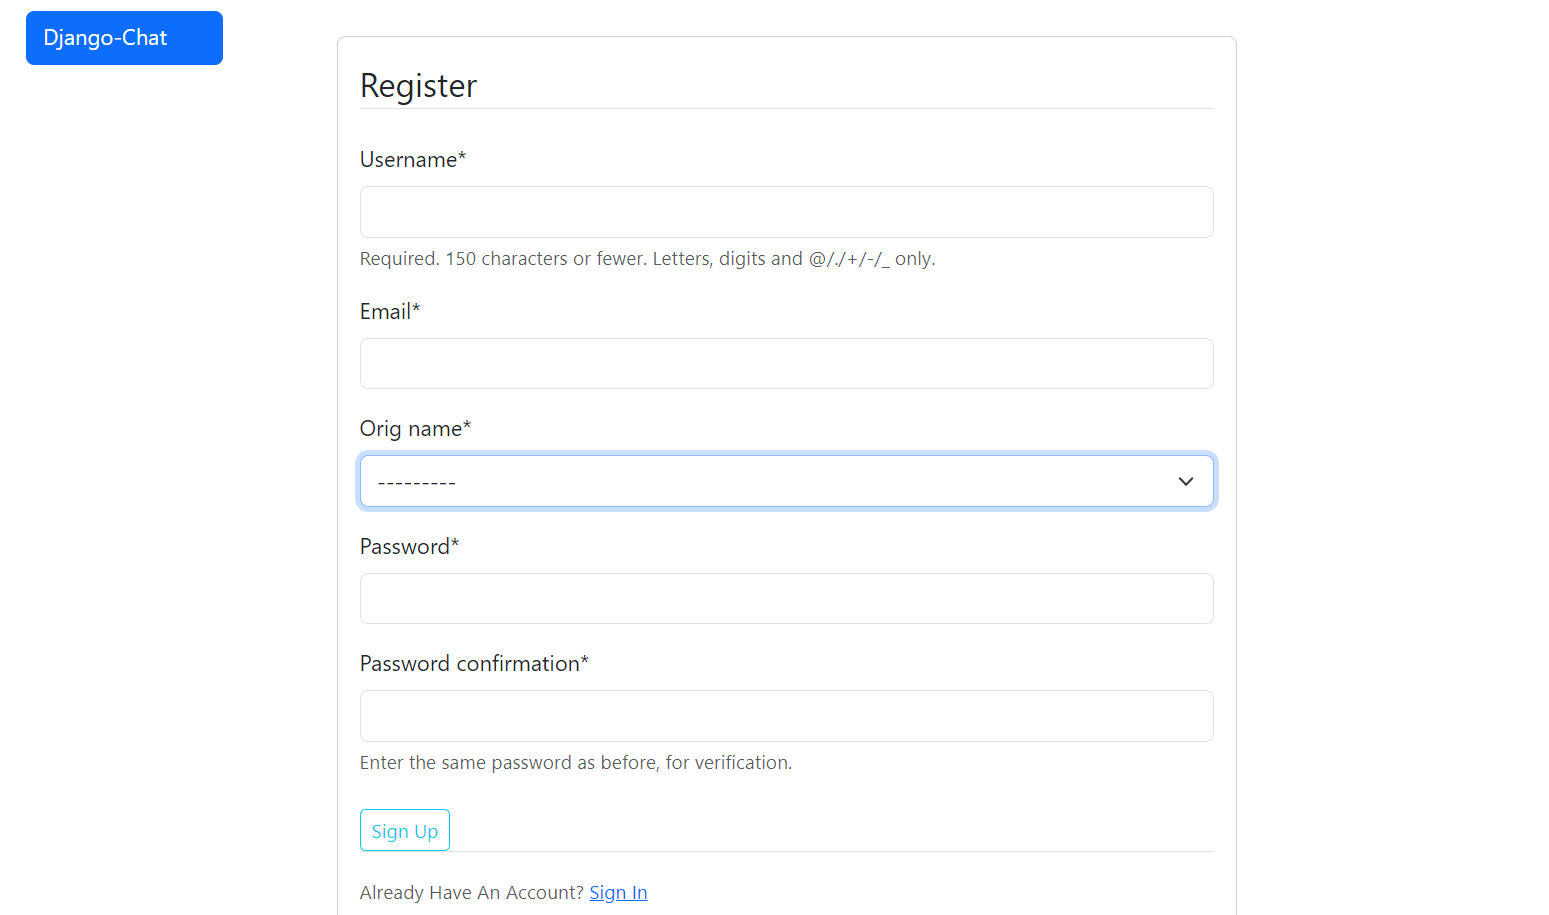 Django-Chat
Register
Username*
Required. 150 characters or fewer. Letters, digits and @/./+/-/_ only.
Email*
Orig name*
---------
Password*
Password confirmation*
Enter the same password as before, for verification.
Sign Up
Already Have An Account? Sign In